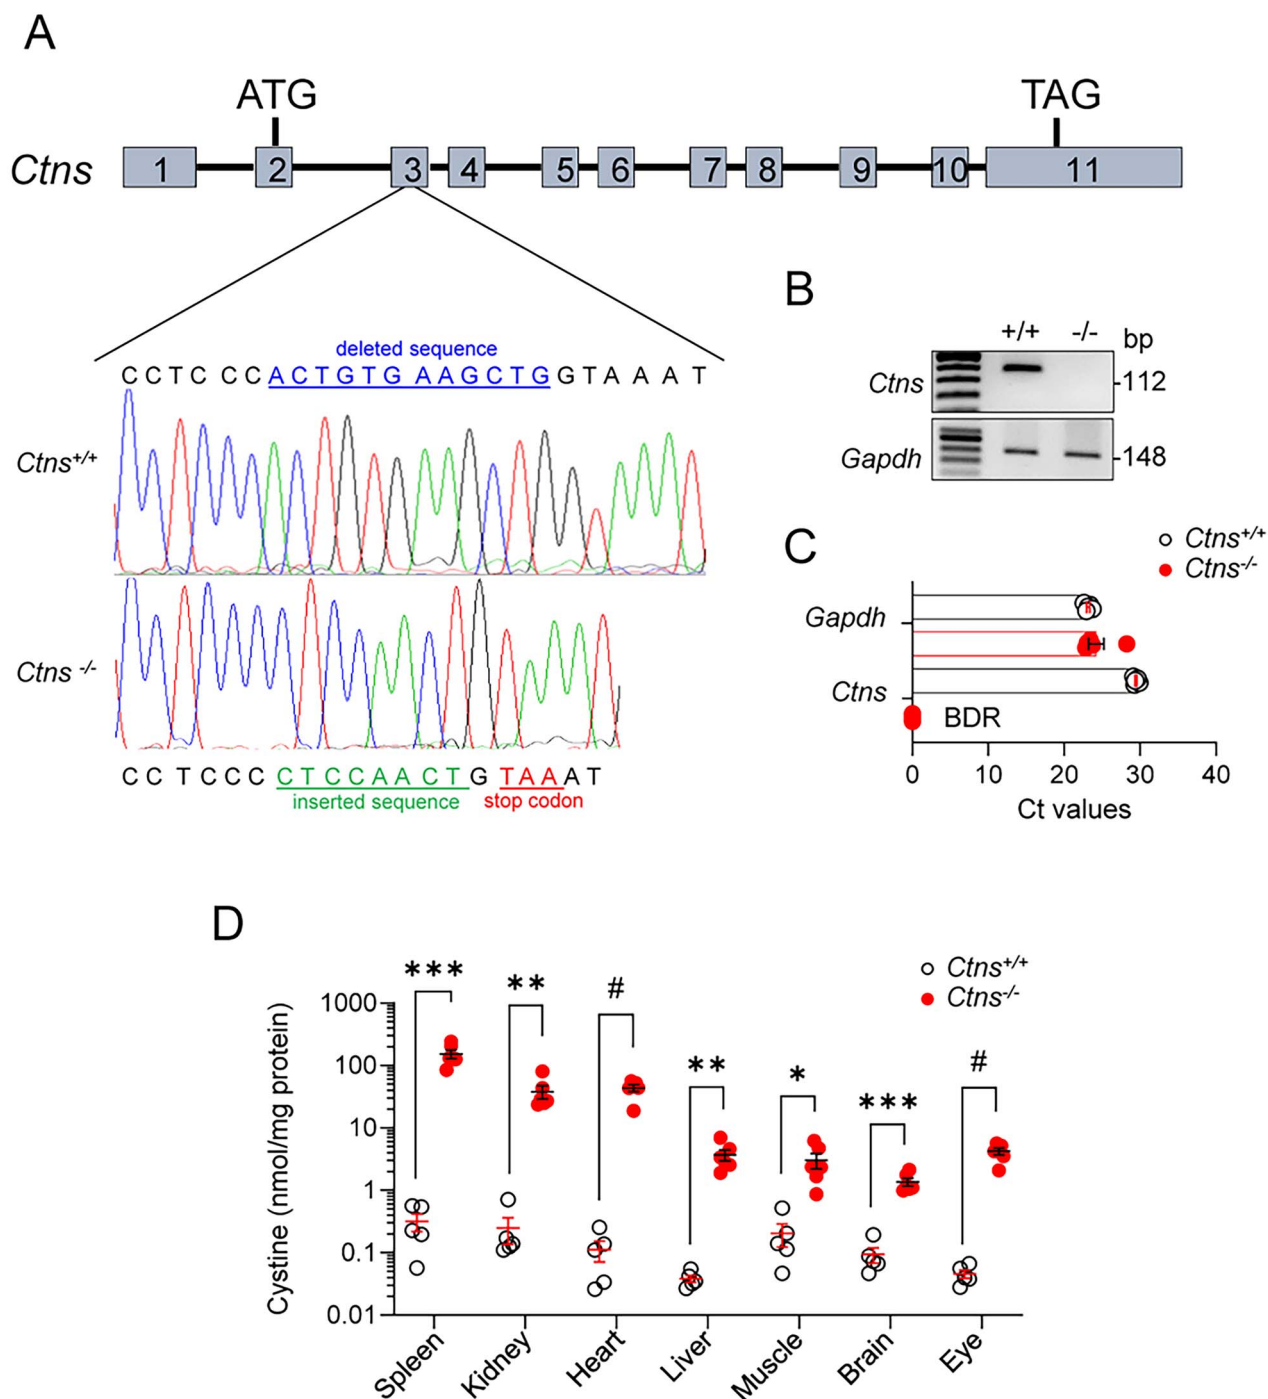 A
ATG TAG
Ctns 1 2 3 4 5 6 7 8 9 10 11
deleted sequence
CCTCCCACTGTGAAGCTGGTAAAT
Ctns+/+
Ctns -/-
CCTCCCCTCCAACTGTAAAT
inserted sequence stop codon
B
+/+ -/- bp
Ctns -112
Gapdh -148
C
Ctns+/+
Ctns-/-
Gapdh
Ctns
BDR
0 10 20 30 40
Ct values
D
Ctns+/+
Ctns-/-
*** ** # ** * *** #
Cystine (nmol/mg protein)
1000
100
10
1
0.1
0.01
Spleen Kidney Heart Liver Muscle Brain Eye